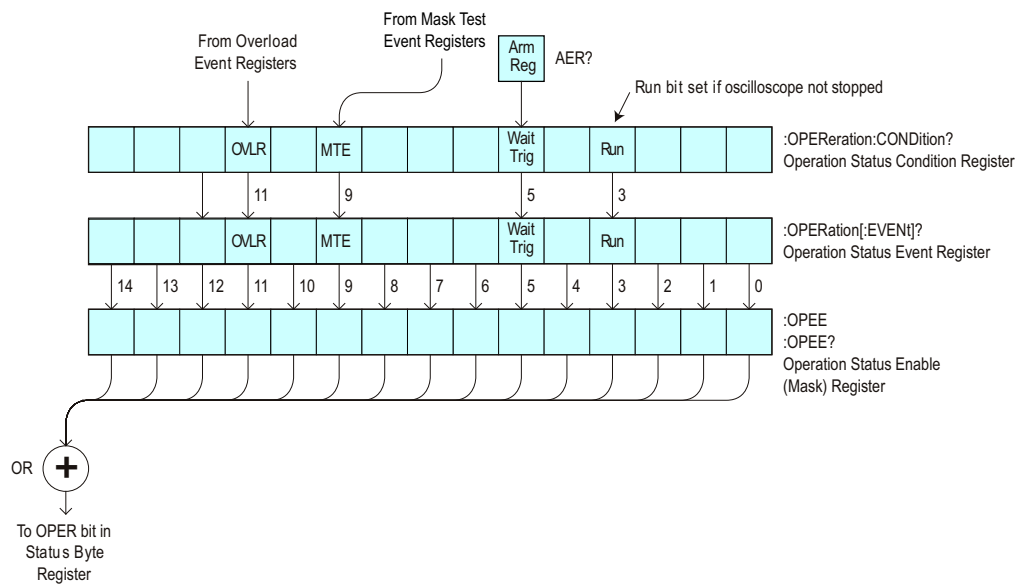 From Mask Test
Event Registers
From Overload
Event Registers
Arm
Reg
AER?
Run bit set if oscilloscope not stopped
OVLR
MTE
Wait
Trig
Run
:OPERation:CONDition?
Operation Status Condition Register
11
9
5
3
OVLR
MTE
Wait
Trig
Run
:OPERation[:EVENt]?
Operation Status Event Register
14
13
12
11
10
9
8
7
6
5
4
3
2
1
0
:OPEE
:OPEE?
Operation Status Enable
(Mask) Register
OR
+
To OPER bit in
Status Byte
Register